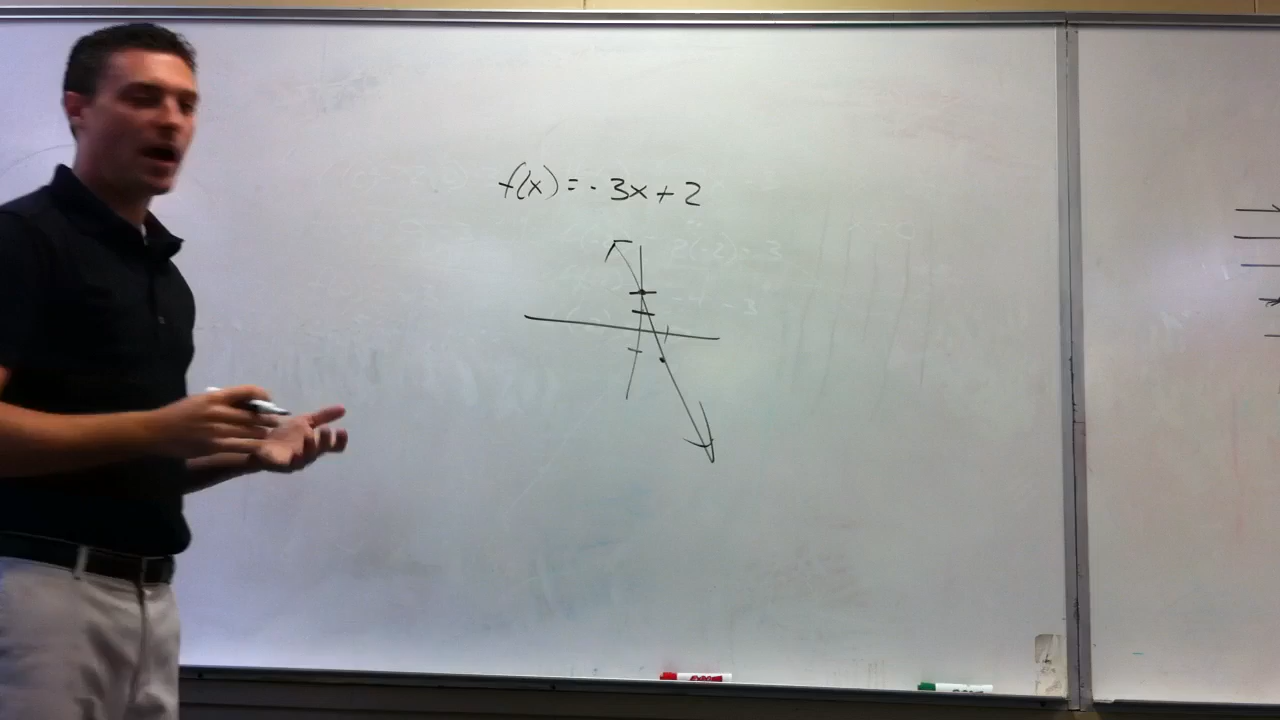 f(x) = -3x + 2